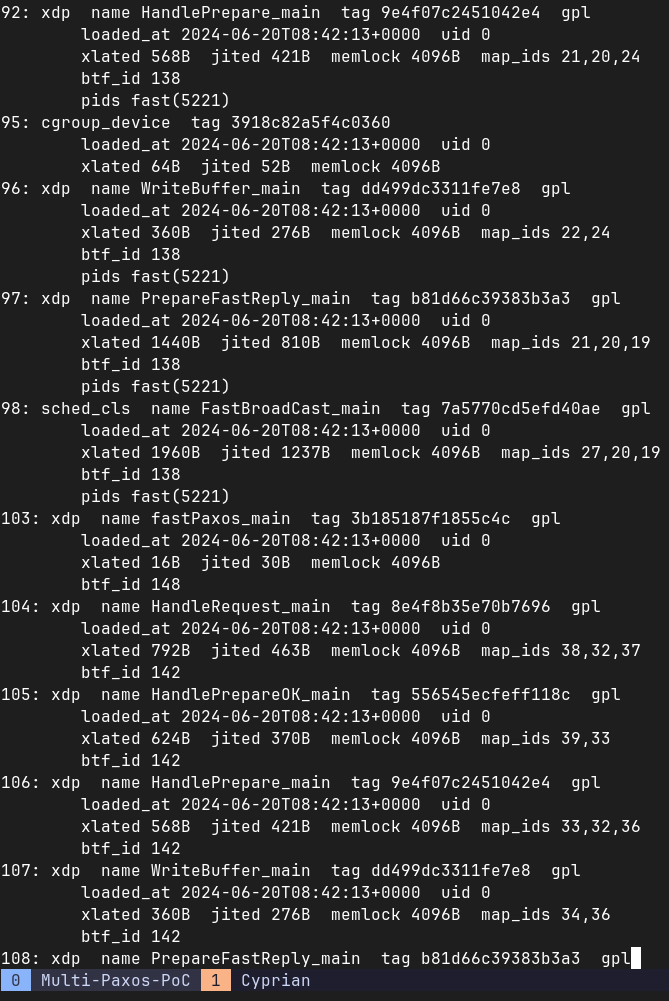 92: xdp  name HandlePrepare_main  tag 9e4f07c2451042e4  gpl
        loaded_at 2024-06-20T08:42:13+0000  uid 0
        xlated 568B  jited 421B  memlock 4096B  map_ids 21,20,24
        btf_id 138
        pids fast(5221)
95: cgroup_device  tag 3918c82a5f4c0360
        loaded_at 2024-06-20T08:42:13+0000  uid 0
        xlated 64B  jited 52B  memlock 4096B
96: xdp  name WriteBuffer_main  tag dd499dc3311fe7e8  gpl
        loaded_at 2024-06-20T08:42:13+0000  uid 0
        xlated 360B  jited 276B  memlock 4096B  map_ids 22,24
        btf_id 138
        pids fast(5221)
97: xdp  name PrepareFastReply_main  tag b81d66c39383b3a3  gpl
        loaded_at 2024-06-20T08:42:13+0000  uid 0
        xlated 1440B  jited 810B  memlock 4096B  map_ids 21,20,19
        btf_id 138
        pids fast(5221)
98: sched_cls  name FastBroadCast_main  tag 7a5770cd5efd40ae  gpl
        loaded_at 2024-06-20T08:42:13+0000  uid 0
        xlated 1960B  jited 1237B  memlock 4096B  map_ids 27,20,19
        btf_id 138
        pids fast(5221)
103: xdp  name fastPaxos_main  tag 3b185187f1855c4c  gpl
        loaded_at 2024-06-20T08:42:13+0000  uid 0
        xlated 16B  jited 30B  memlock 4096B
        btf_id 148
104: xdp  name HandleRequest_main  tag 8e4f8b35e70b7696  gpl
        loaded_at 2024-06-20T08:42:13+0000  uid 0
        xlated 792B  jited 463B  memlock 4096B  map_ids 38,32,37
        btf_id 142
105: xdp  name HandlePrepareOK_main  tag 556545ecfeff118c  gpl
        loaded_at 2024-06-20T08:42:13+0000  uid 0
        xlated 624B  jited 370B  memlock 4096B  map_ids 39,33
        btf_id 142
106: xdp  name HandlePrepare_main  tag 9e4f07c2451042e4  gpl
        loaded_at 2024-06-20T08:42:13+0000  uid 0
        xlated 568B  jited 421B  memlock 4096B  map_ids 33,32,36
        btf_id 142
107: xdp  name WriteBuffer_main  tag dd499dc3311fe7e8  gpl
        loaded_at 2024-06-20T08:42:13+0000  uid 0
        xlated 360B  jited 276B  memlock 4096B  map_ids 34,36
        btf_id 142
108: xdp  name PrepareFastReply_main  tag b81d66c39383b3a3  gpl
0 Multi-Paxos-PoC 1 Cyprian